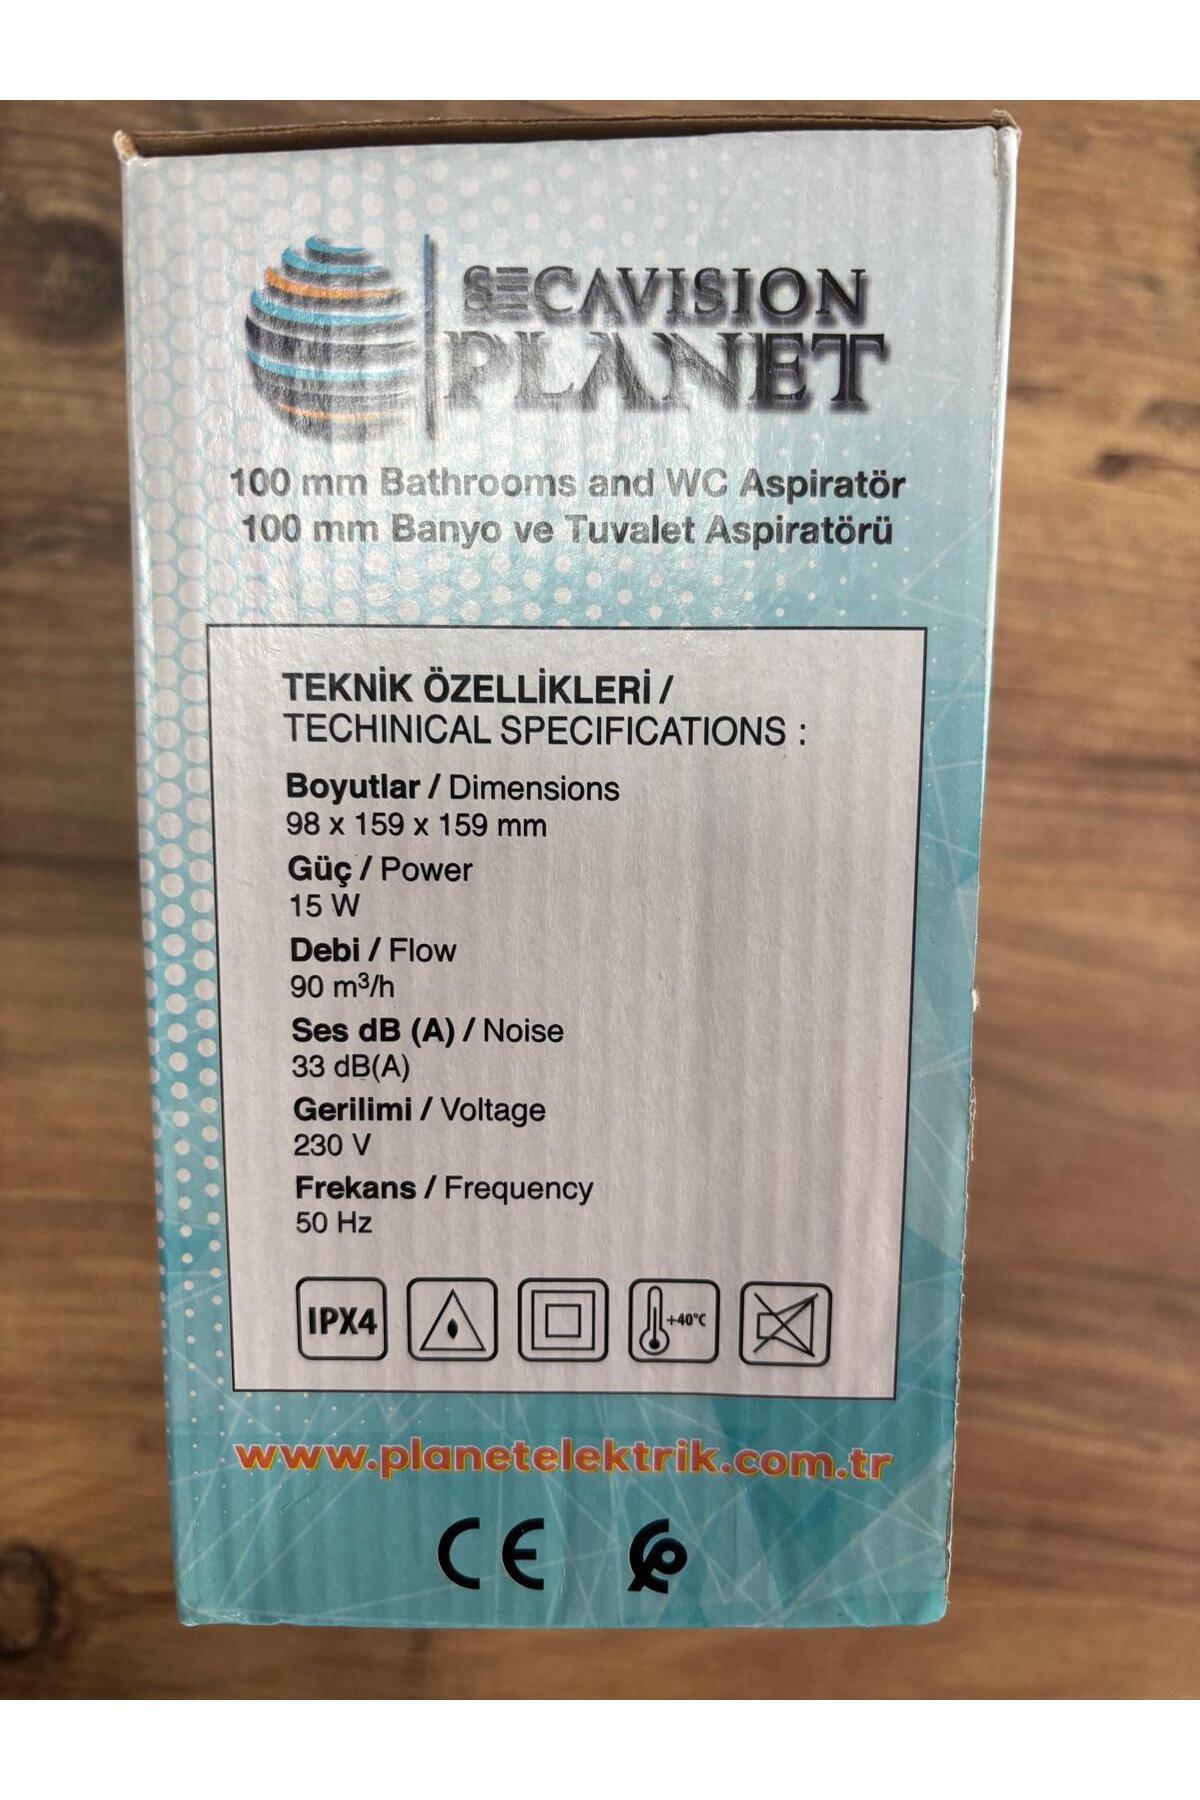 SECAVISION
PLANET
100 mm Bathrooms and WC Aspiratör
100 mm Banyo ve Tuvalet Aspiratörü
TEKNİK ÖZELLİKLERİ /
TECHINICAL SPECIFICATIONS :
Boyutlar / Dimensions
98 x 159 x 159 mm
Güç / Power
15 W
Debi / Flow
90 m³/h
Ses dB (A) / Noise
33 dB(A)
Gerilimi / Voltage
230 V
Frekans / Frequency
50 Hz
IPX4
+40°C
www.planetelektrik.com.tr
CE